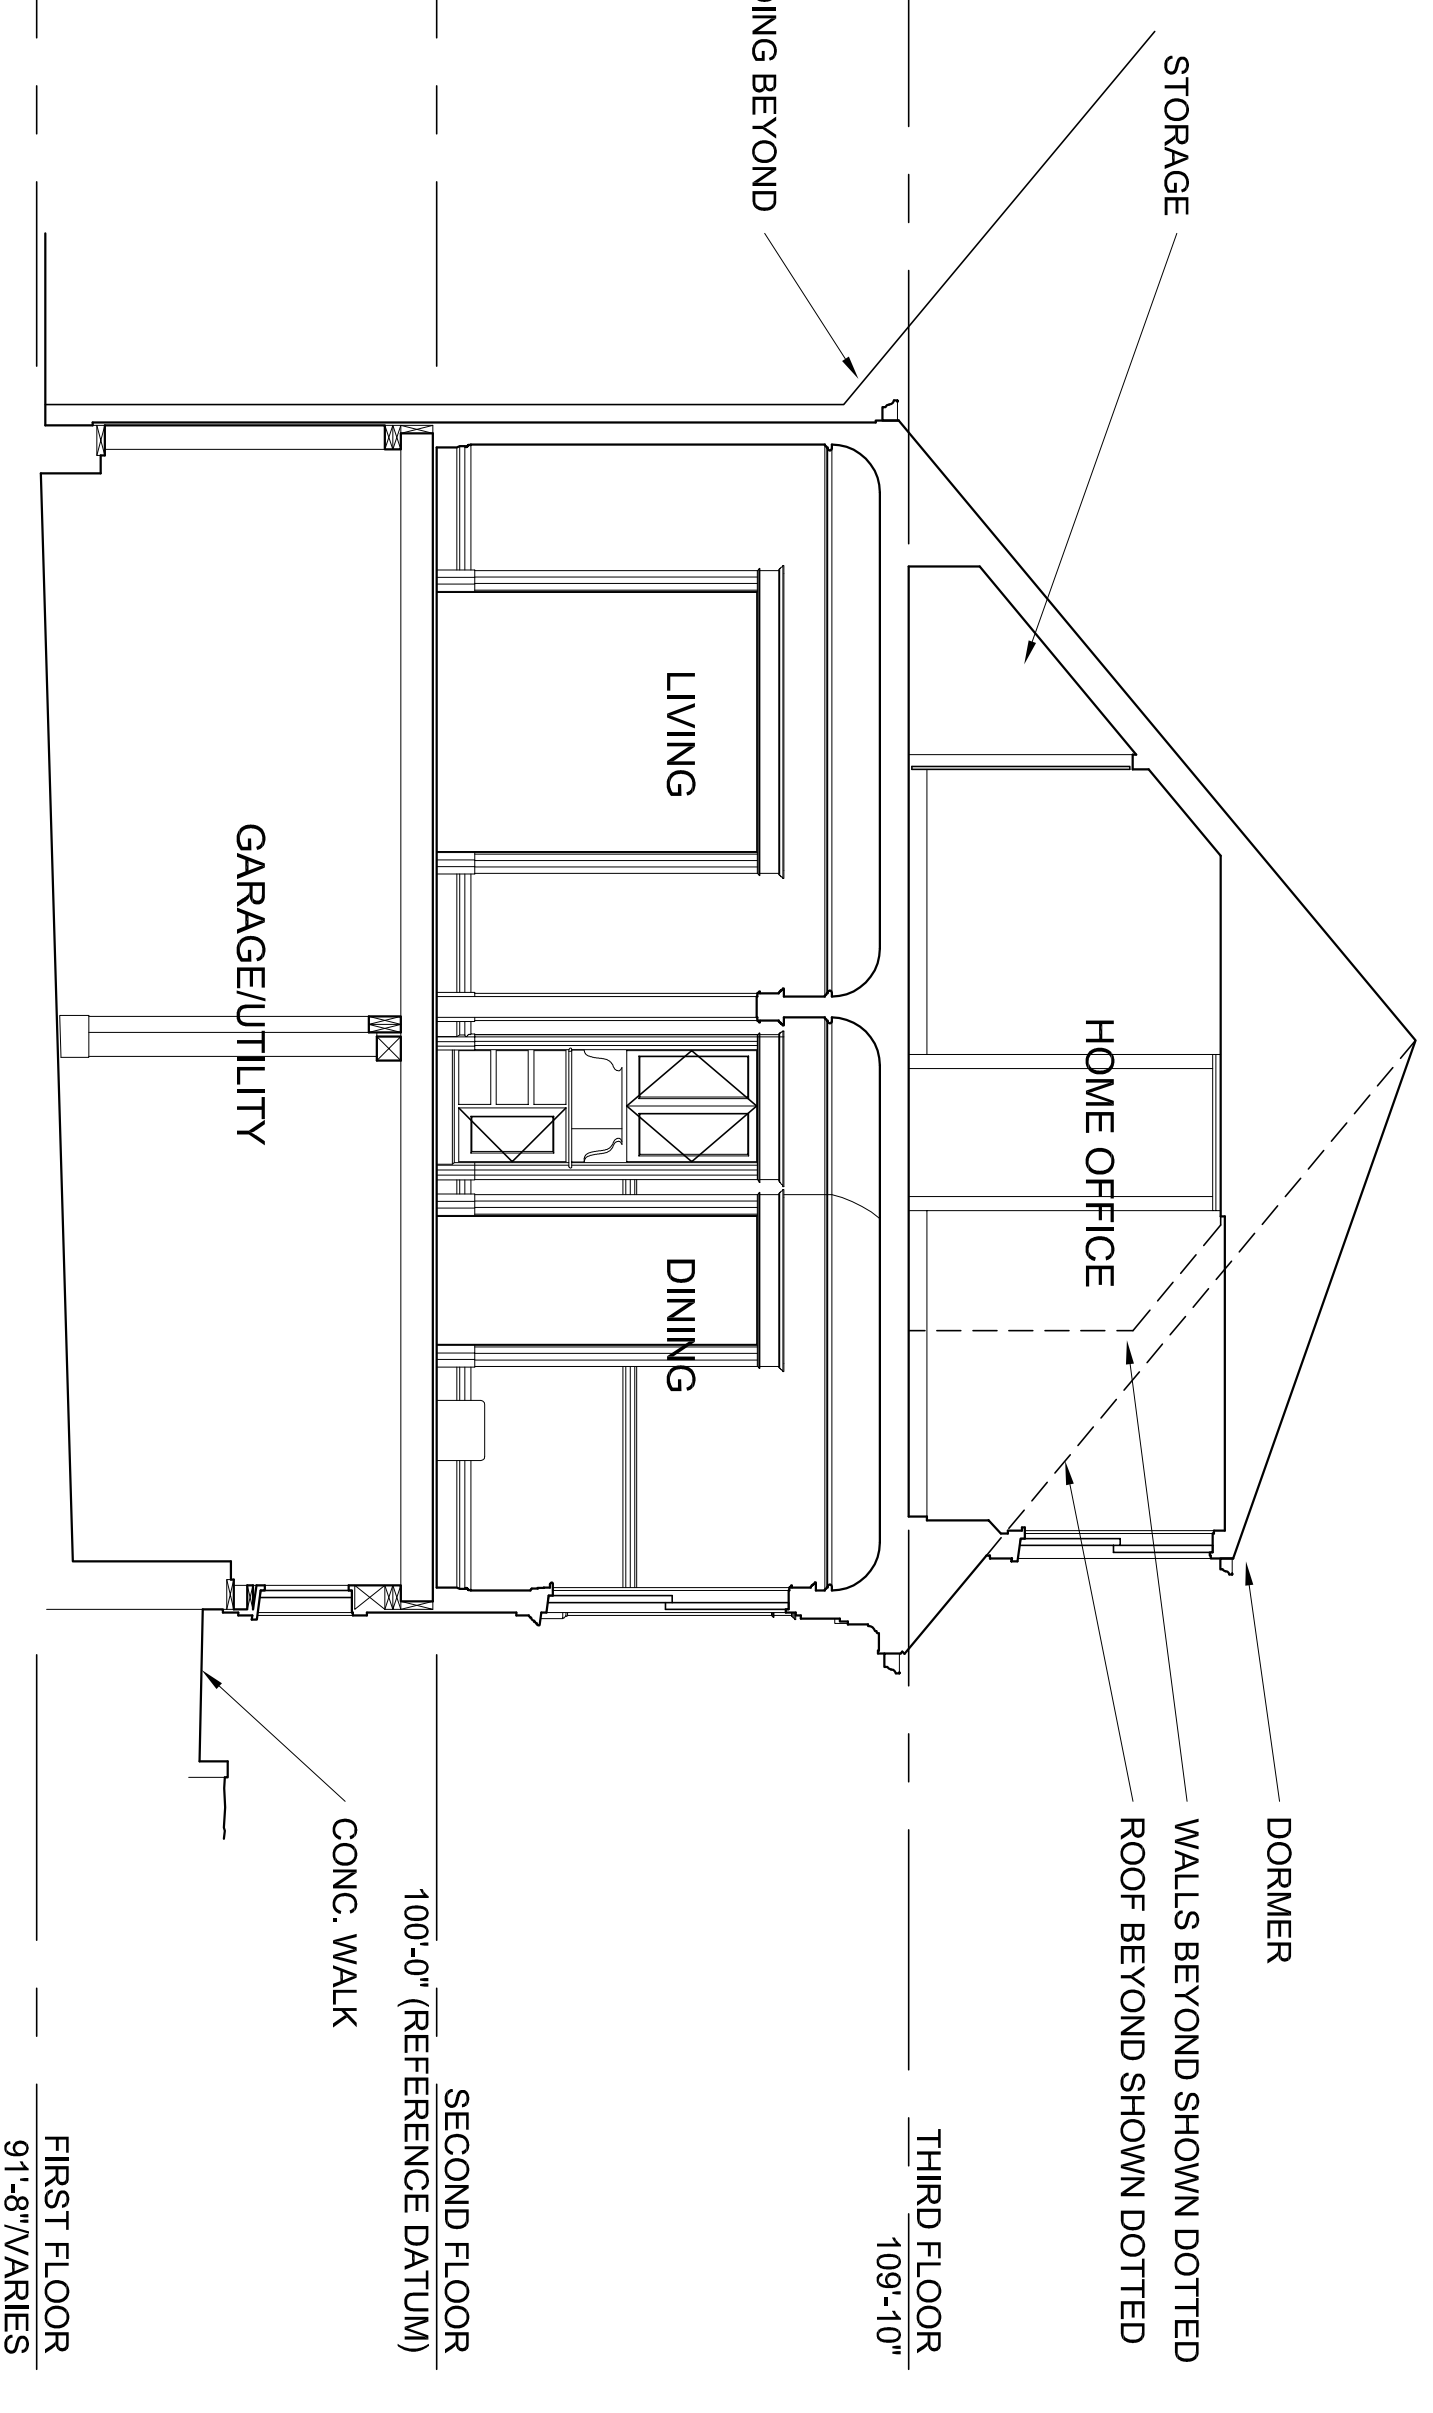 STORAGE
DING BEYOND
DORMER
WALLS BEYOND SHOWN DOTTED
ROOF BEYOND SHOWN DOTTED
HOME OFFICE
THIRD FLOOR
109'-10"
LIVING
DINING
SECOND FLOOR
100'-0" (REFERENCE DATUM)
CONC. WALK
GARAGE/UTILITY
FIRST FLOOR
91'-8"/VARIES